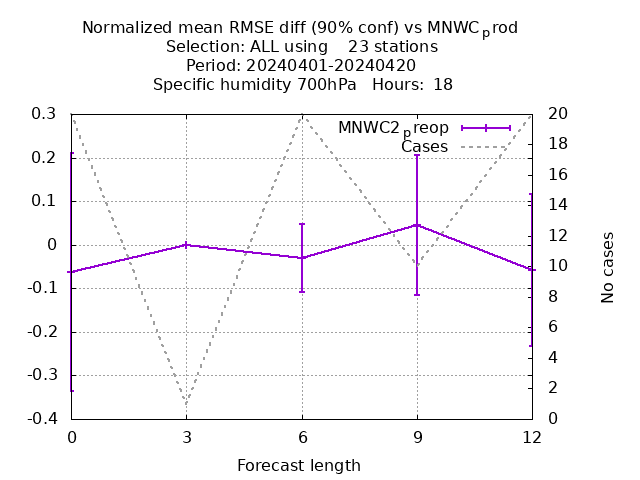 Normalized mean RMSE diff (90% conf) vs MNWCprod
Selection: ALL using    23 stations
Period: 20240401-20240420
Specific humidity 700hPa   Hours:  18
MNWC2preop
Cases
0.3
0.2
0.1
0
-0.1
-0.2
-0.3
-0.4
20
18
16
14
12
10
8
6
4
2
0
No cases
0 3 6 9 12
Forecast length